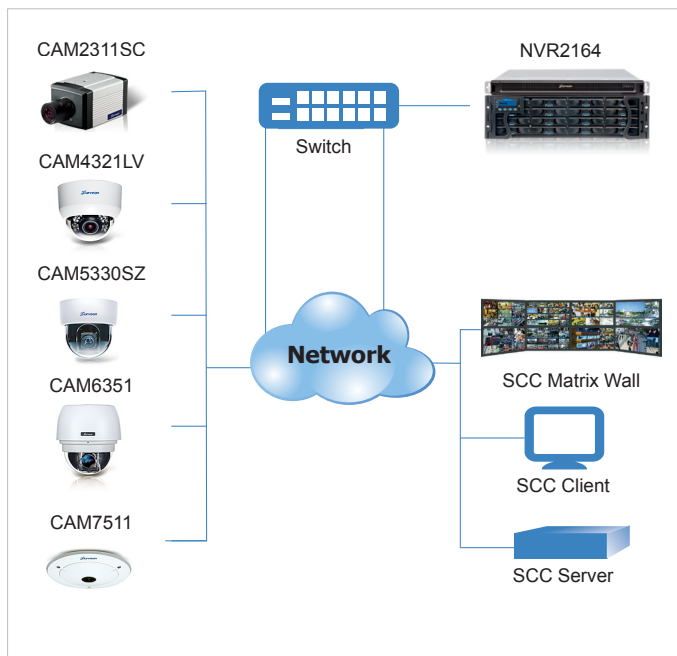 CAM2311SC
NVR2164
Switch
CAM4321LV
CAM5330SZ
Network
CAM6351
SCC Matrix Wall
SCC Client
CAM7511
SCC Server